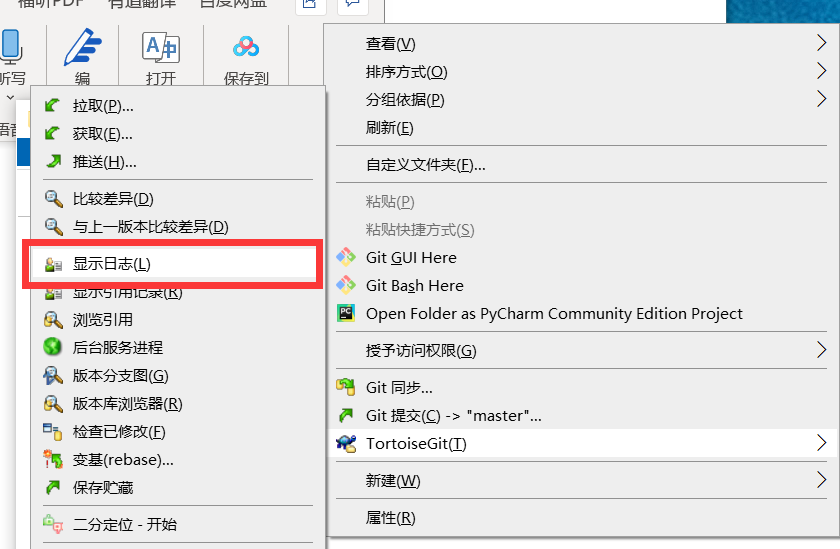 福昕PDF 有道翻译 百度网盘
听写 编 打开 保存到
语音
拉取(P)...
获取(E)...
推送(H)...
比较差异(D)
与上一版本比较差异(D)
显示日志(L)
显示引用记录(R)
浏览引用
后台服务进程
版本分支图(G)
版本库浏览器(R)
检查已修改(F)
变基(rebase)...
保存贮藏
二分定位 - 开始
查看(V)
排序方式(O)
分组依据(P)
刷新(E)
自定义文件夹(F)...
粘贴(P)
粘贴快捷方式(S)
Git GUI Here
Git Bash Here
PC
Open Folder as PyCharm Community Edition Project
授予访问权限(G)
Git 同步...
Git 提交(C) -> "master"...
TortoiseGit(T)
新建(W)
属性(R)